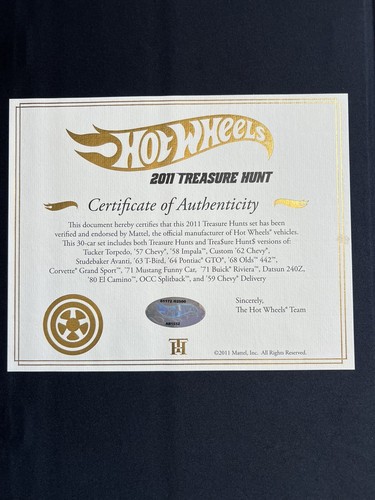 HOT WHEELS
2011 TREASURE HUNT
Certificate of Authenticity
This document hereby certifies that this 2011 Treasure Hunts set has been
verified and endorsed by Mattel, the official manufacturer of Hot Wheels® vehicles.
This 30-car set includes both Treasure Hunts and Trea$ure Hunt$ versions of:
Tucker Torpedo, '57 Chevy®, '58 Impala™, Custom '62 Chevy®,
Studebaker Avanti, '63 T-Bird, '64 Pontiac® GTO®, '68 Olds™ 442™,
Corvette® Grand Sport™, '71 Mustang Funny Car, '71 Buick® Riviera™, Datsun 240Z,
'80 El Camino™, OCC Splitback™, and '59 Chevy® Delivery
Sincerely,
The Hot Wheels® Team
TH
©2011 Mattel, Inc. All Rights Reserved.